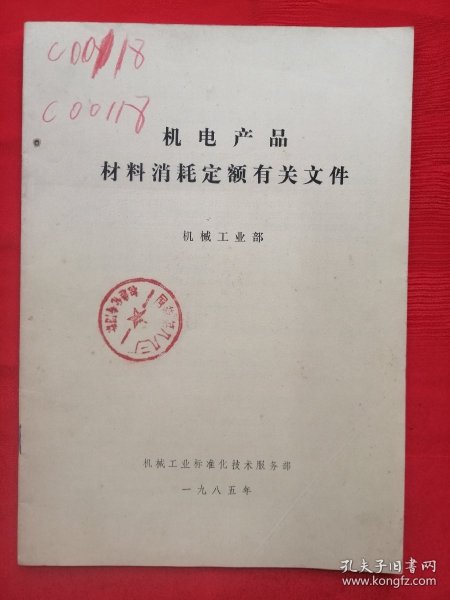 C00118
C00118
机电产品
材料消耗定额有关文件
机械工业部
机械工业标准化技术服务部
一九八五年
孔夫子旧书网
www.kongfz.com